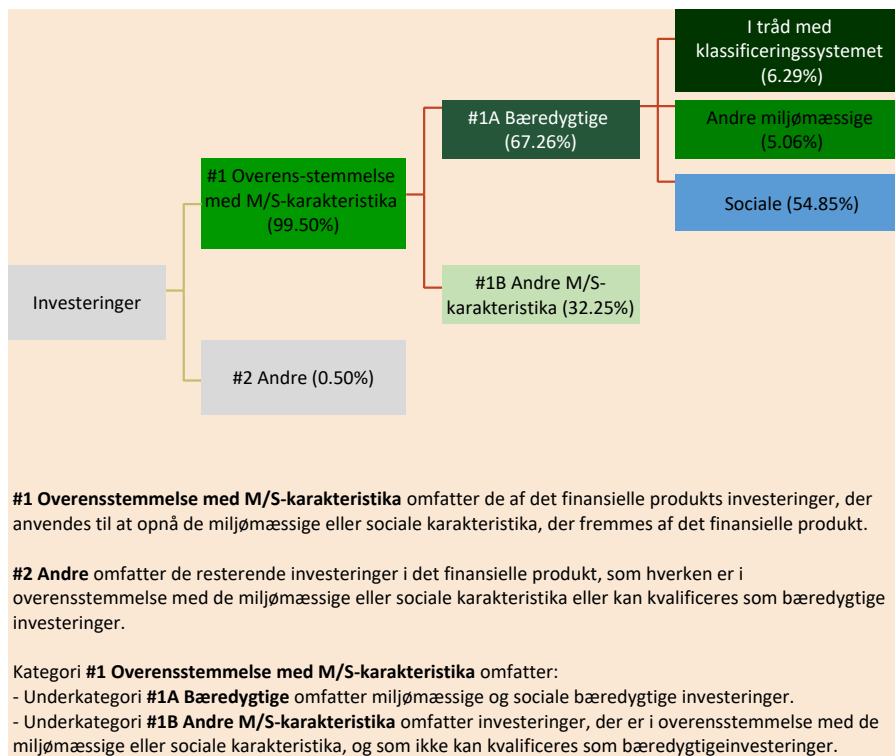 I tråd med
klassificeringssystemet
(6.29%)
#1A Bæredygtige
(67.26%)
Andre miljømæssige
(5.06%)
#1 Overens-stemmelse
med M/S-karakteristika
(99.50%)
Sociale (54.85%)
#1B Andre M/S-
karakteristika (32.25%)
Investeringer
#2 Andre (0.50%)
#1 Overensstemmelse med M/S-karakteristika omfatter de af det finansielle produkts investeringer, der
anvendes til at opnå de miljømæssige eller sociale karakteristika, der fremmes af det finansielle produkt.
#2 Andre omfatter de resterende investeringer i det finansielle produkt, som hverken er i
overensstemmelse med de miljømæssige eller sociale karakteristika eller kan kvalificeres som bæredygtige
investeringer.
Kategori #1 Overensstemmelse med M/S-karakteristika omfatter:
- Underkategori #1A Bæredygtige omfatter miljømæssige og sociale bæredygtige investeringer.
- Underkategori #1B Andre M/S-karakteristika omfatter investeringer, der er i overensstemmelse med de
miljømæssige eller sociale karakteristika, og som ikke kan kvalificeres som bæredygtigeinvesteringer.